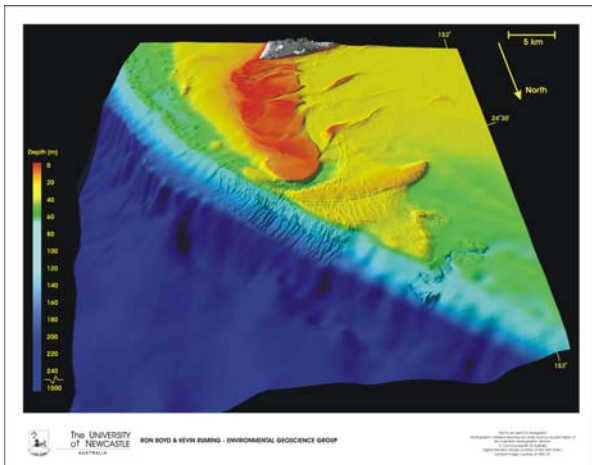 153°
5 km
North
24°30'
Depth (m)
0
20
40
60
80
100
120
140
160
180
200
220
240
1500
153°
The UNIVERSITY
of NEWCASTLE
AUSTRALIA
RON BOYD & KEVIN RUMING - ENVIRONMENTAL GEOSCIENCE GROUP